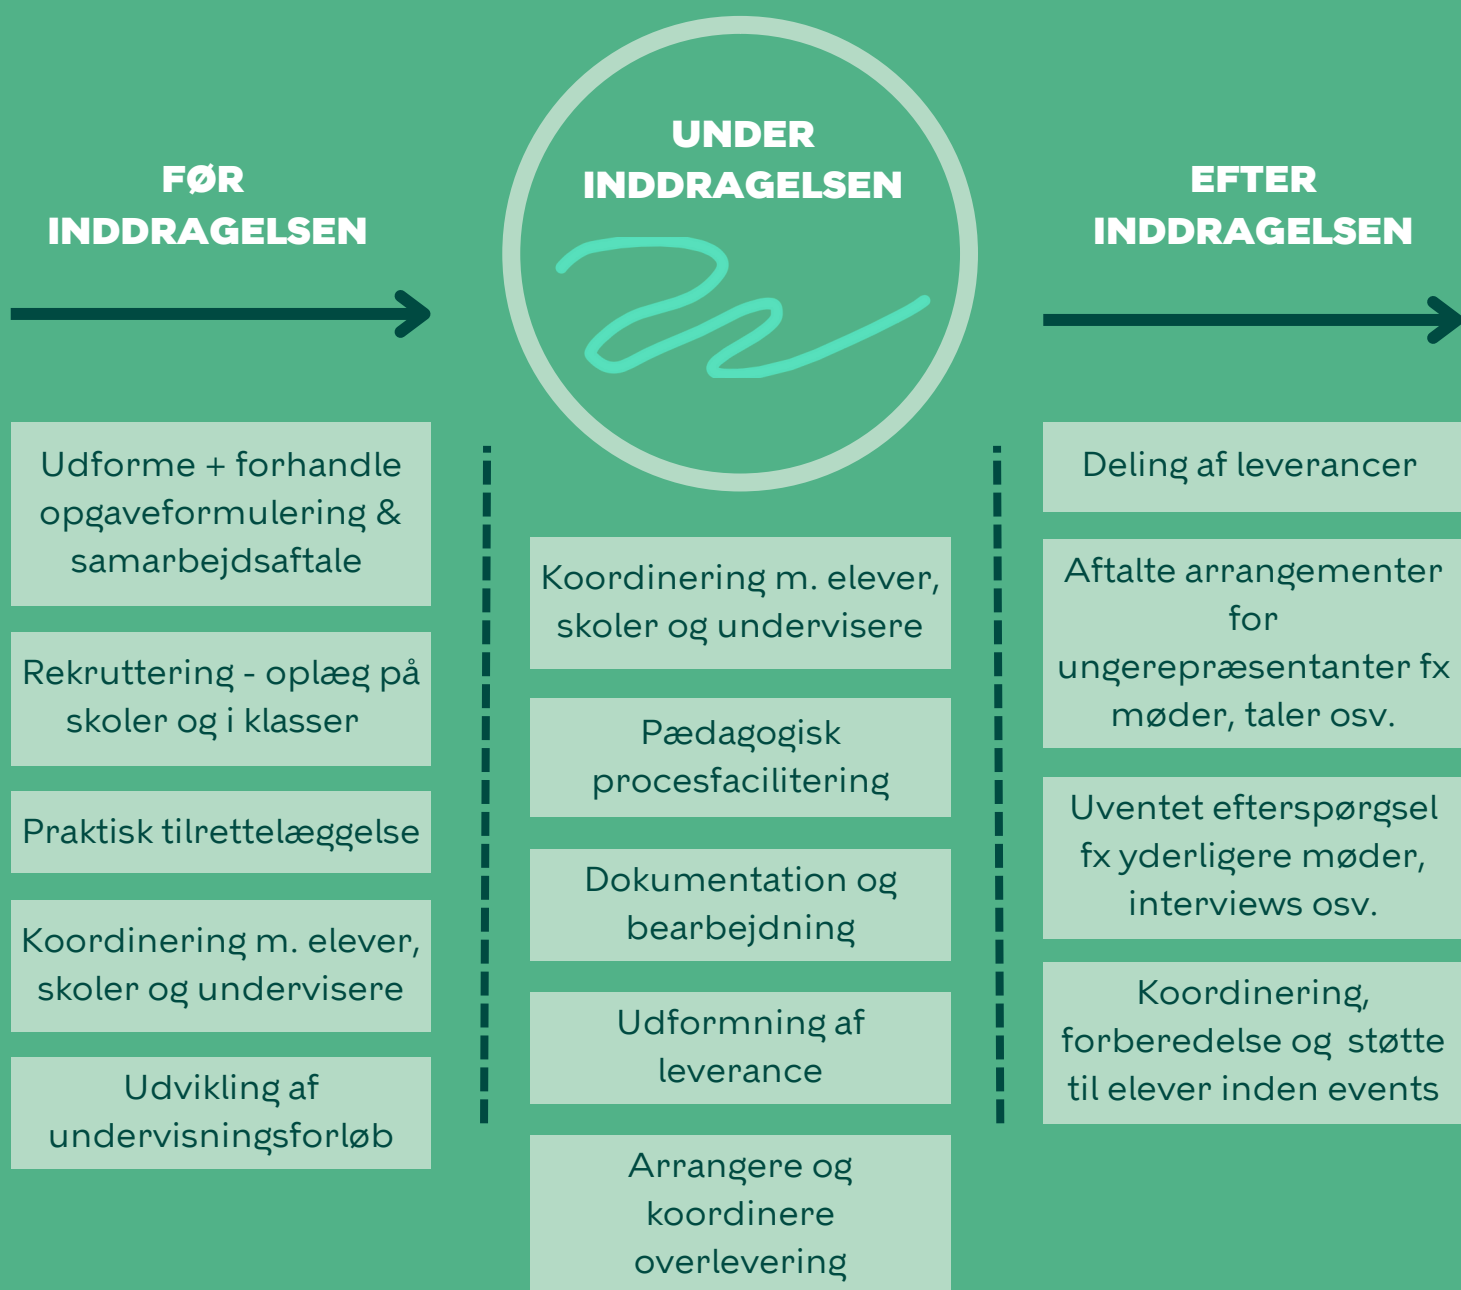 FØR
INDDRAGELSEN
Udforme + forhandle
opgaveformulering &
samarbejdsaftale
Rekruttering - oplæg på
skoler og i klasser
Praktisk tilrettelæggelse
Koordinering m. elever,
skoler og undervisere
Udvikling af
undervisningsforløb
UNDER
INDDRAGELSEN
Koordinering m. elever,
skoler og undervisere
Pædagogisk
procesfacilitering
Dokumentation og
bearbejdning
Udformning af
leverance
Arrangere og
koordinere
overlevering
EFTER
INDDRAGELSEN
Deling af leverancer
Aftalte arrangementer
for
ungerepræsentanter fx
møder, taler osv.
Uventet efterspørgsel
fx yderligere møder,
interviews osv.
Koordinering,
forberedelse og støtte
til elever inden events